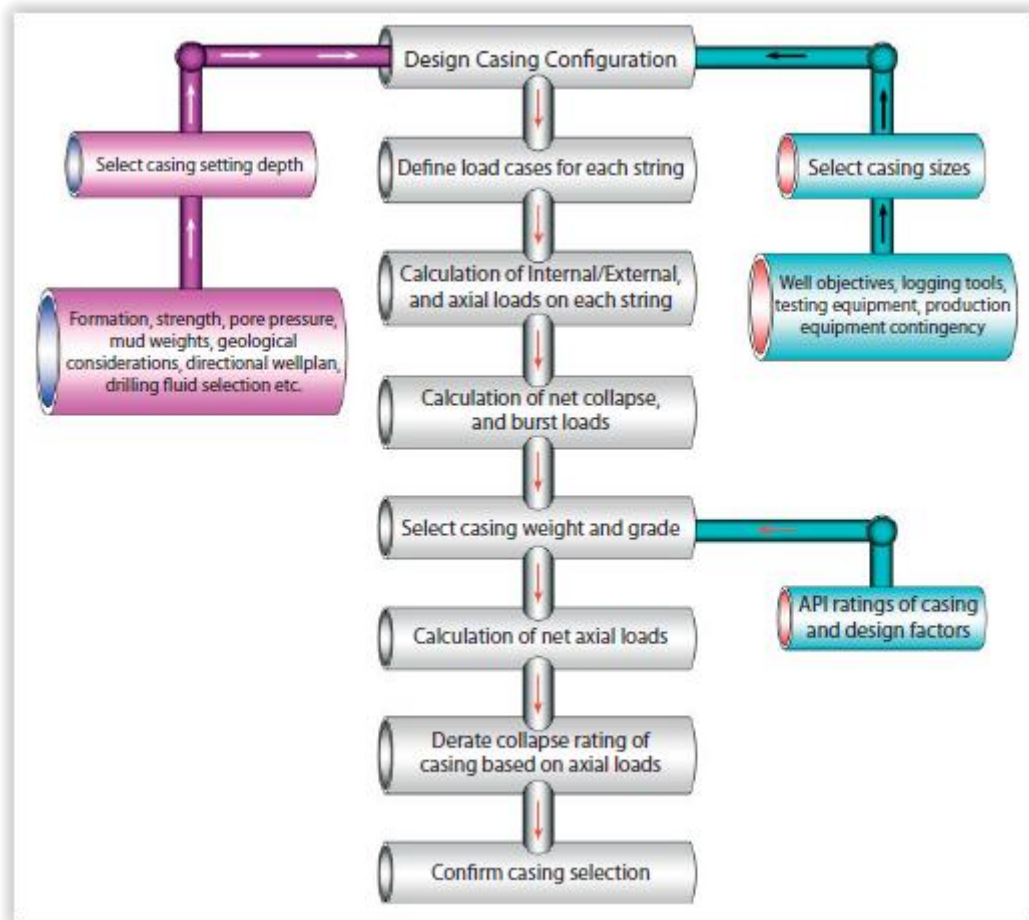 Design Casing Configuration
Select casing setting depth
Define load cases for each string
Select casing sizes
Formation, strength, pore pressure,
mud weights, geological
considerations, directional wellplan,
drilling fluid selection etc.
Calculation of Internal/External,
and axial loads on each string
Well objectives, logging tools,
testing equipment, production
equipment contingency
Calculation of net collapse,
and burst loads
Select casing weight and grade
API ratings of casing
and design factors
Calculation of net axial loads
Derate collapse rating of
casing based on axial loads
Confirm casing selection